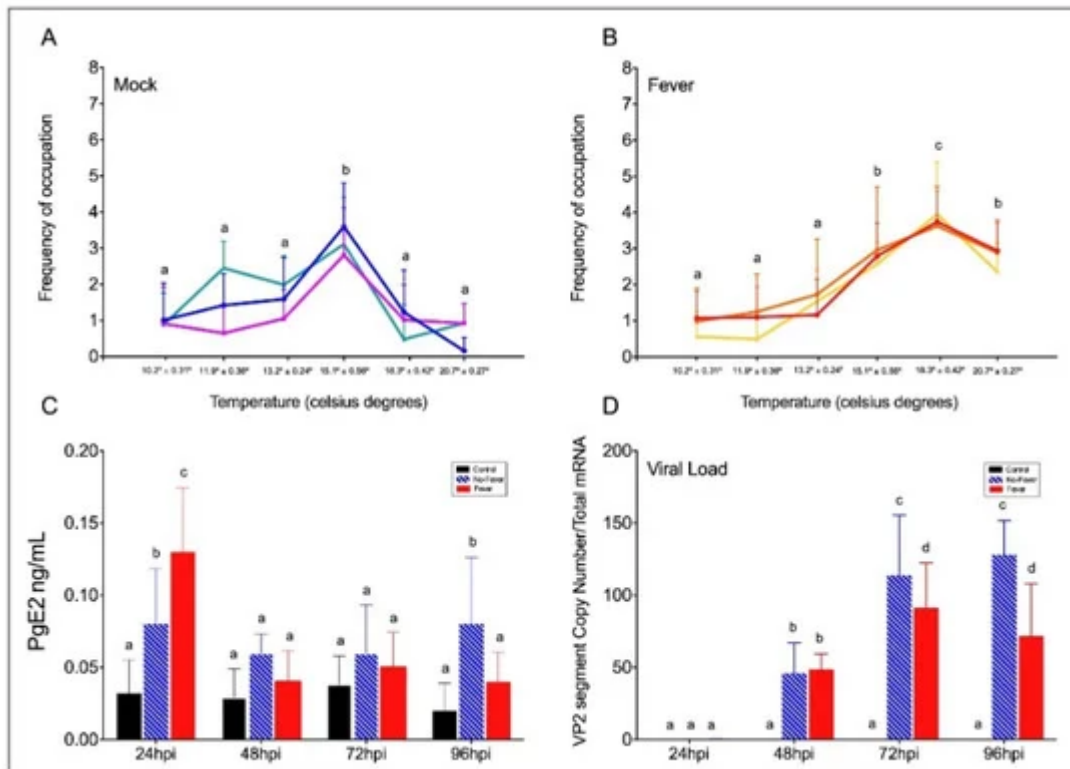 A
Mock
8
7
6
5
4
3
2
1
0
Frequency of occupation
a
a
a
b
a
a
Temperature (celsius degrees)
B
Fever
8
7
6
5
4
3
2
1
0
Frequency of occupation
a
a
a
b
c
b
Temperature (celsius degrees)
C
0.20
0.15
0.10
0.05
0.00
PgE2 ng/mL
Control
No-Fever
Fever
a b c
a a a
a a a
a b a
24hpi 48hpi 72hpi 96hpi
D
Viral Load
200
150
100
50
0
VP2 segment Copy Number/Total mRNA
Control
No-Fever
Fever
a a a
a b b
a c d
a c d
24hpi 48hpi 72hpi 96hpi